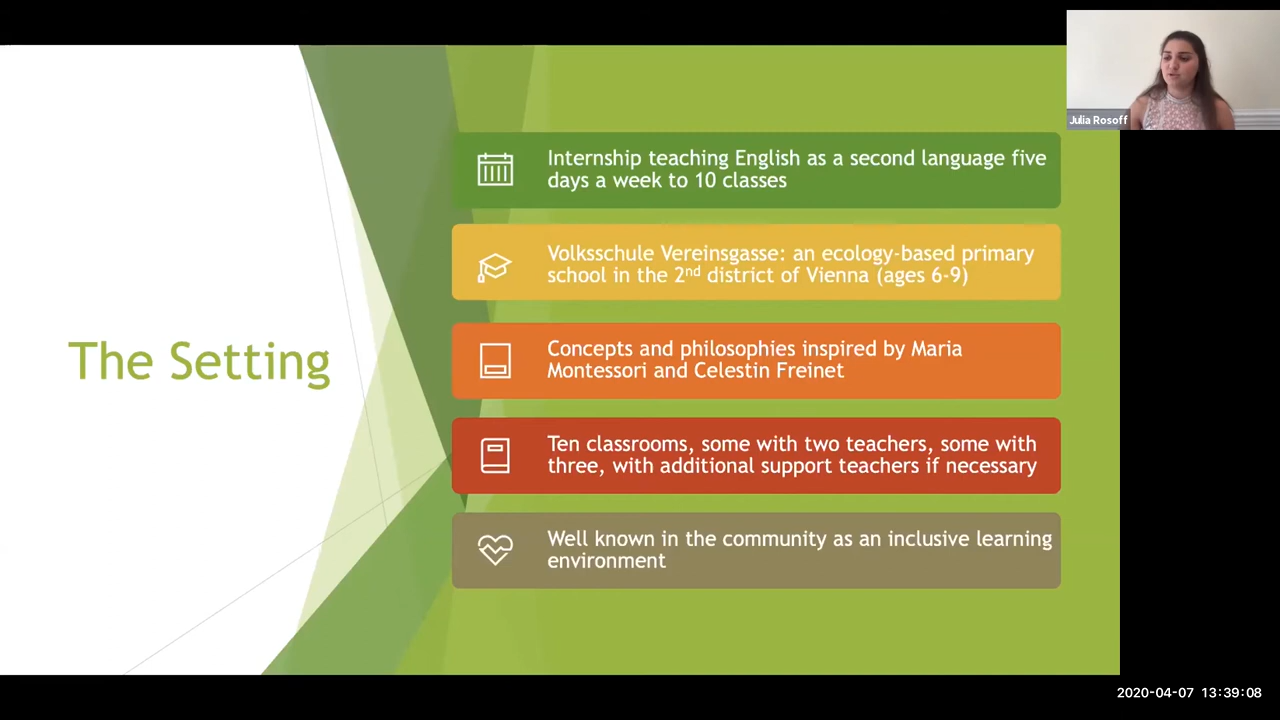 Julia Rosoff
The Setting
Internship teaching English as a second language five
days a week to 10 classes
Volksschule Vereinsgasse: an ecology-based primary
school in the 2nd district of Vienna (ages 6-9)
Concepts and philosophies inspired by Maria
Montessori and Celestin Freinet
Ten classrooms, some with two teachers, some with
three, with additional support teachers if necessary
Well known in the community as an inclusive learning
environment
2020-04-07 13:39:08